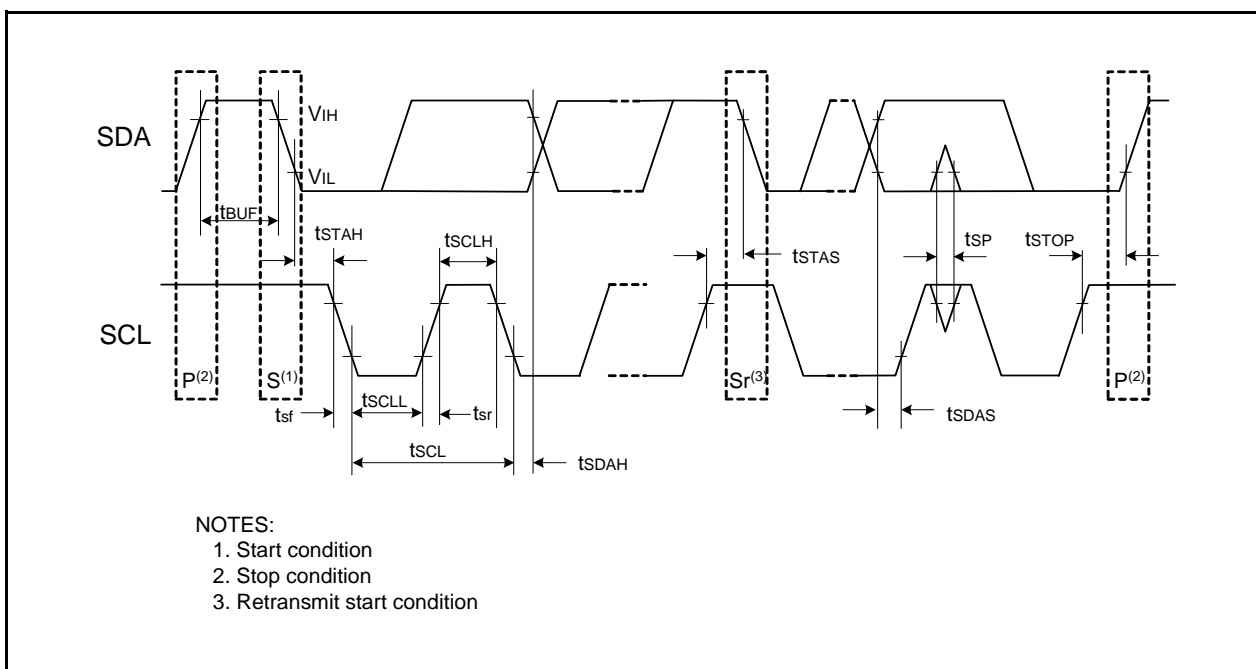 VIH
SDA
VIL
tBUF
tSTAH
tSCLH
tSTAS
tSP
tSTOP
SCL
P(2)
S(1)
Sr(3)
P(2)
tsf
tSCLL
tsr
tSDAS
tSCL
tSDAH
NOTES:
1. Start condition
2. Stop condition
3. Retransmit start condition